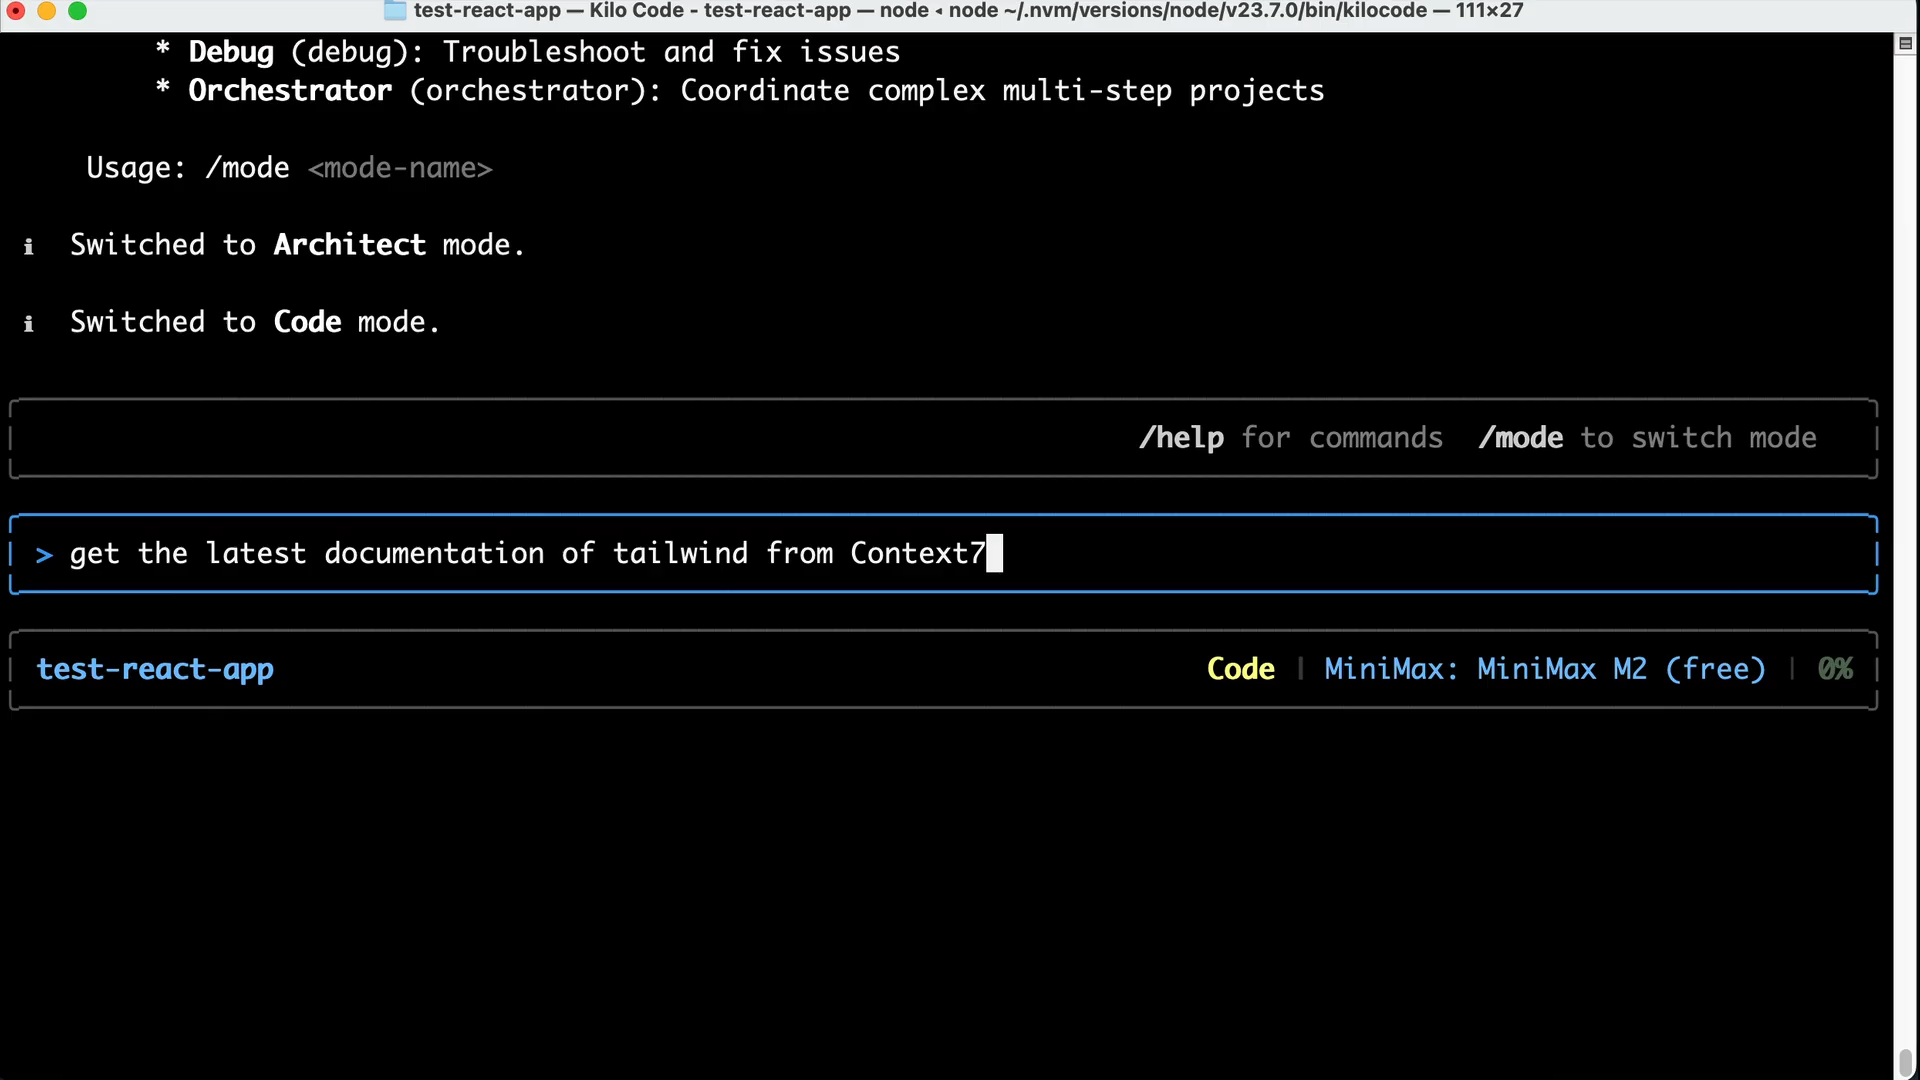 test-react-app — Kilo Code - test-react-app — node ◂ node ~/.nvm/versions/node/v23.7.0/bin/kilocode — 111×27
* Debug (debug): Troubleshoot and fix issues
* Orchestrator (orchestrator): Coordinate complex multi-step projects
Usage: /mode <mode-name>
ℹ Switched to Architect mode.
ℹ Switched to Code mode.
/help for commands /mode to switch mode
> get the latest documentation of tailwind from Context7
test-react-app Code | MiniMax: MiniMax M2 (free) | 0%